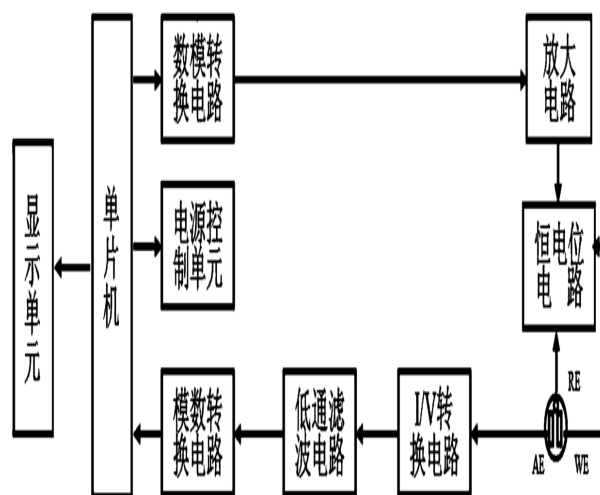 数模转
换电路
放大
电路
显示单元
单片机
电源控
制单元
恒电位
电路
RE
模数转
换电路
低通滤
波电路
I/V转
换电路
AE
WE